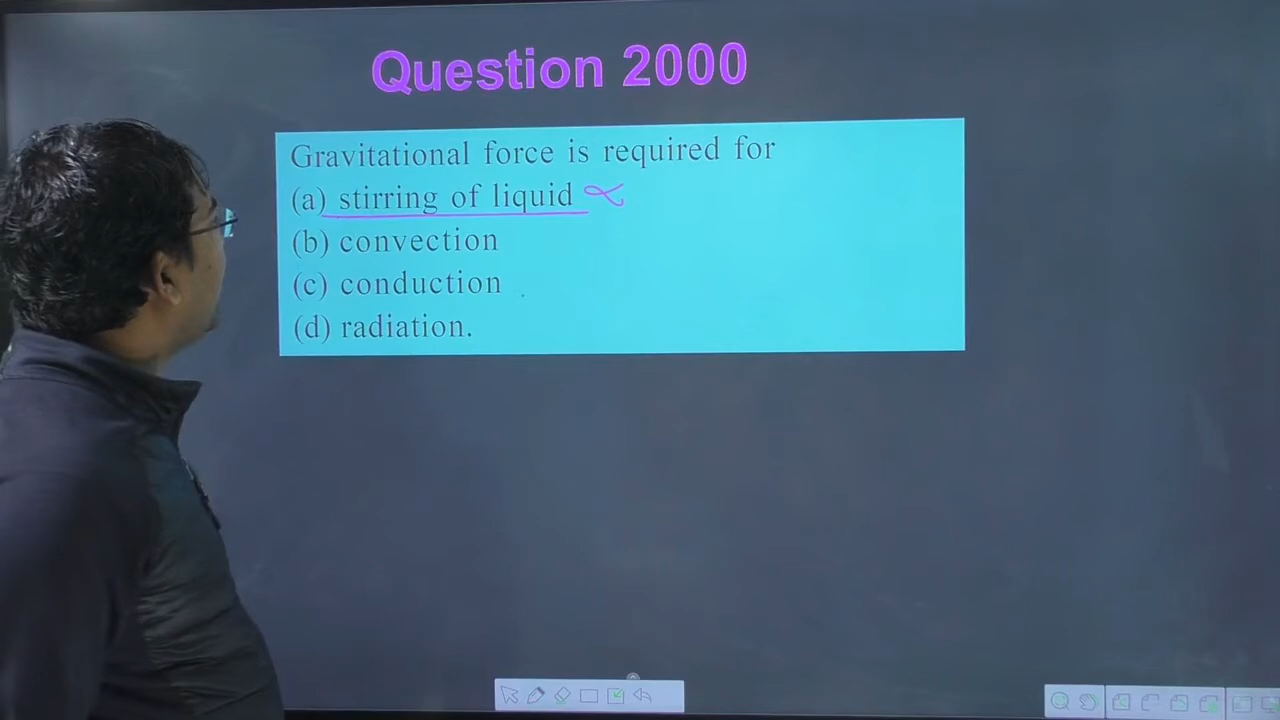 Question 2000
Gravitational force is required for
(a) stirring of liquid
(b) convection
(c) conduction
(d) radiation.